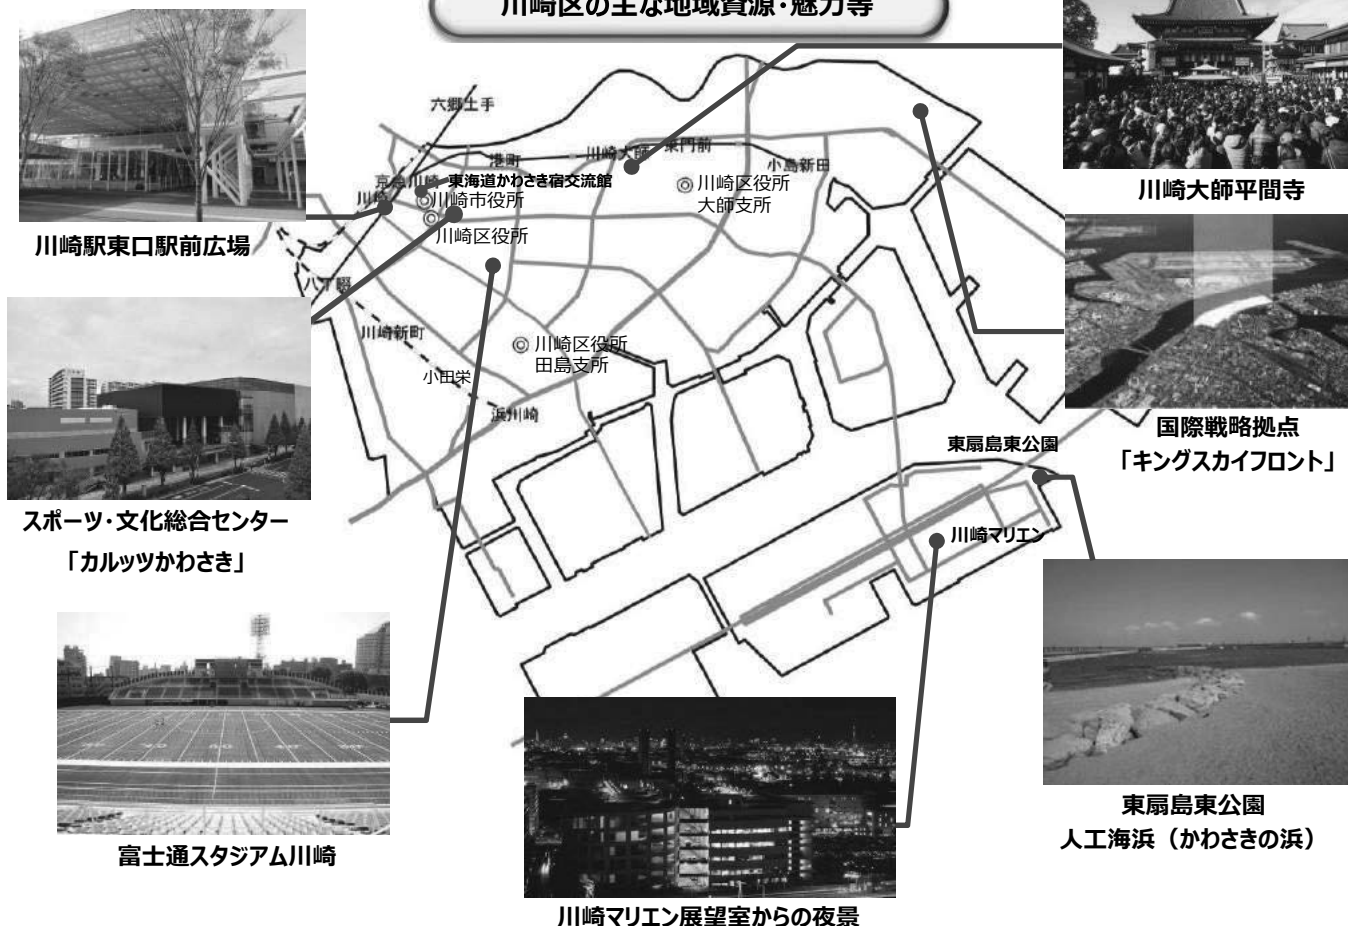 川崎区の主な地域資源・魅力等
川崎駅東口駅前広場
スポーツ・文化総合センター
「カルッツかわさき」
富士通スタジアム川崎
川崎マリエン展望室からの夜景
川崎大師平間寺
国際戦略拠点
「キングスカイフロント」
東扇島東公園
人工海浜（かわさきの浜）
六郷土手
港町
川崎大師
東門前
小島新田
京急川崎
東海道かわさき宿交流館
川崎
川崎市役所
川崎区役所
川崎区役所
大師支所
八丁畷
川崎新町
小田栄
浜川崎
川崎区役所
田島支所
東扇島東公園
川崎マリエン